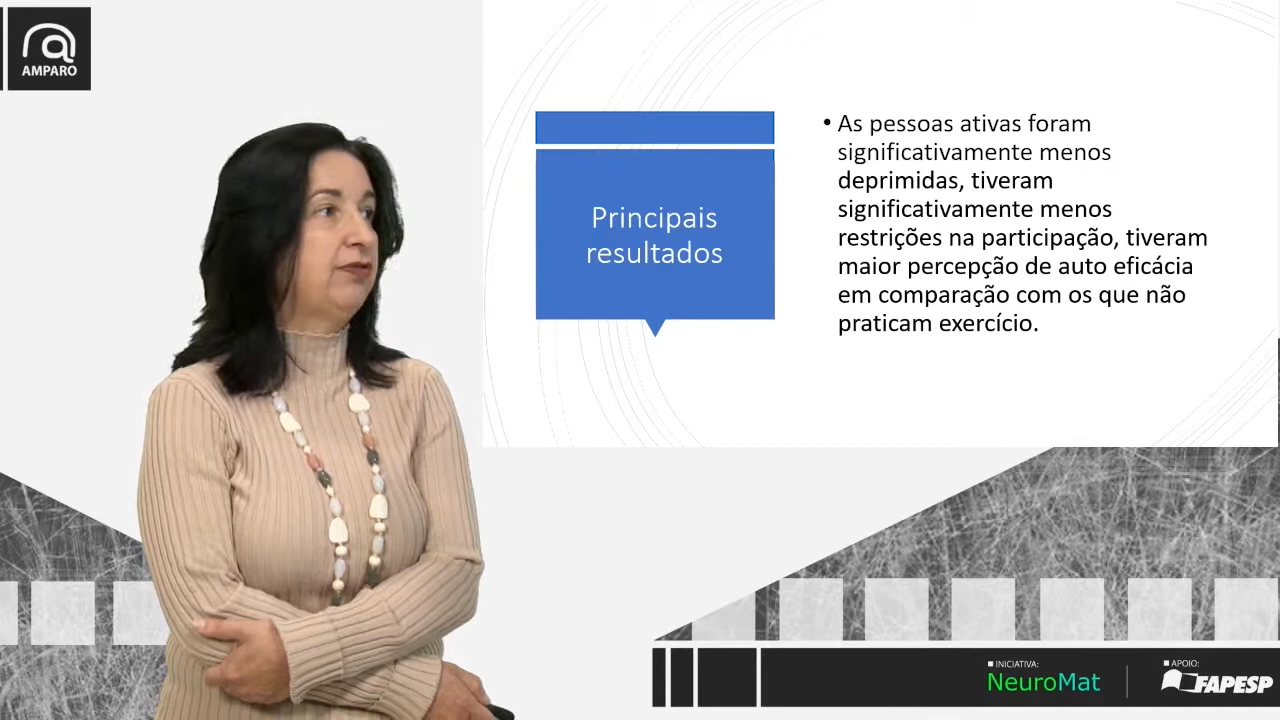 AMPARO
Principais
resultados
• As pessoas ativas foram
significativamente menos
deprimidas, tiveram
significativamente menos
restrições na participação, tiveram
maior percepção de auto eficácia
em comparação com os que não
praticam exercício.
INICIATIVA:
NeuroMat
APOIO:
FAPESP